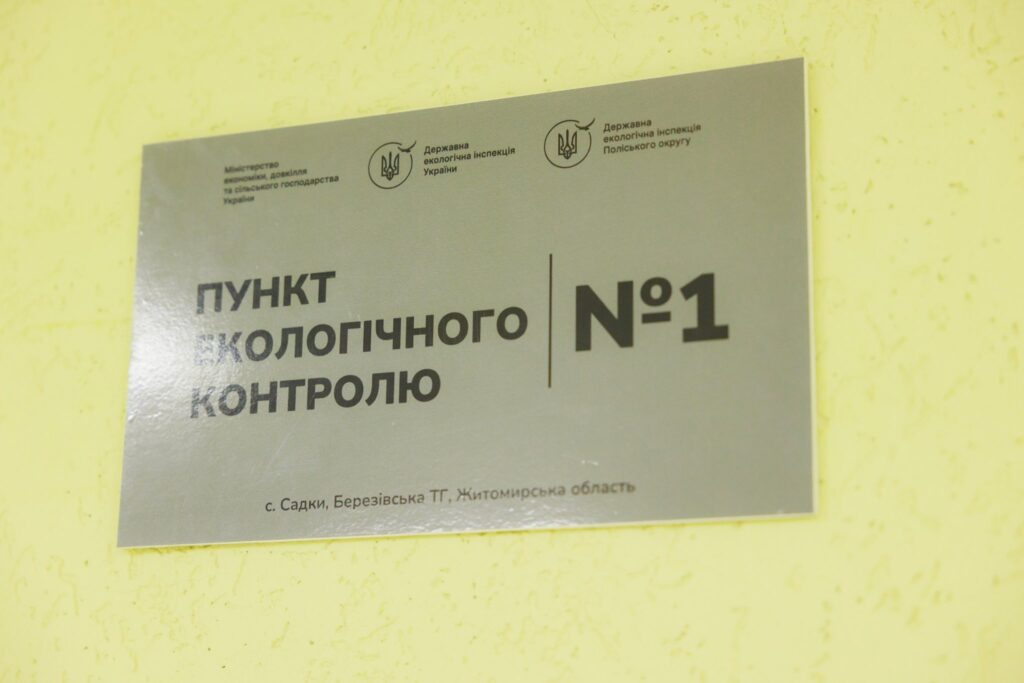 Міністерство
економіки, довкілля
та сільського господарства
України
Державна
екологічна інспекція
України
Державна
екологічна інспекція
Поліського округу
ПУНКТ
ЕКОЛОГІЧНОГО
КОНТРОЛЮ
№1
с. Садки, Березівська ТГ, Житомирська область